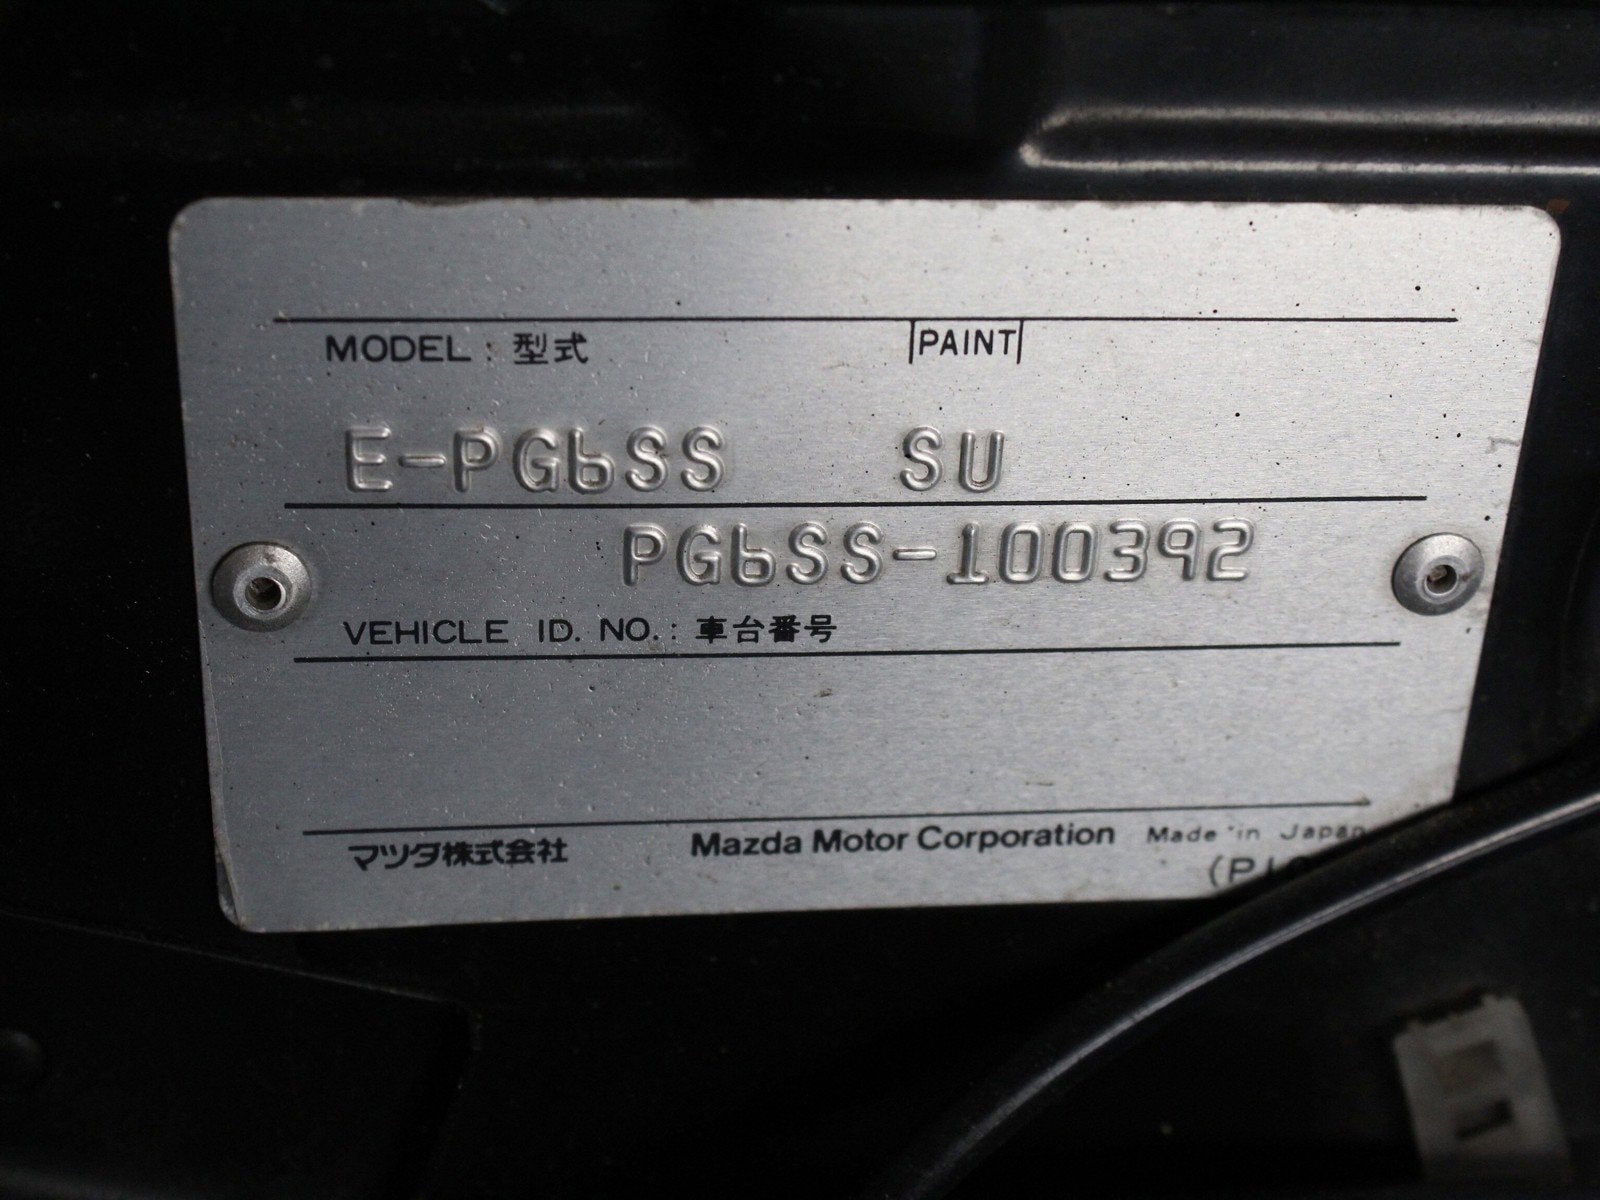 MODEL : 型式 PAINT
E-PG6SS SU
PG6SS-100392
VEHICLE ID. NO. : 車台番号
マツダ株式会社 Mazda Motor Corporation Made in Japan